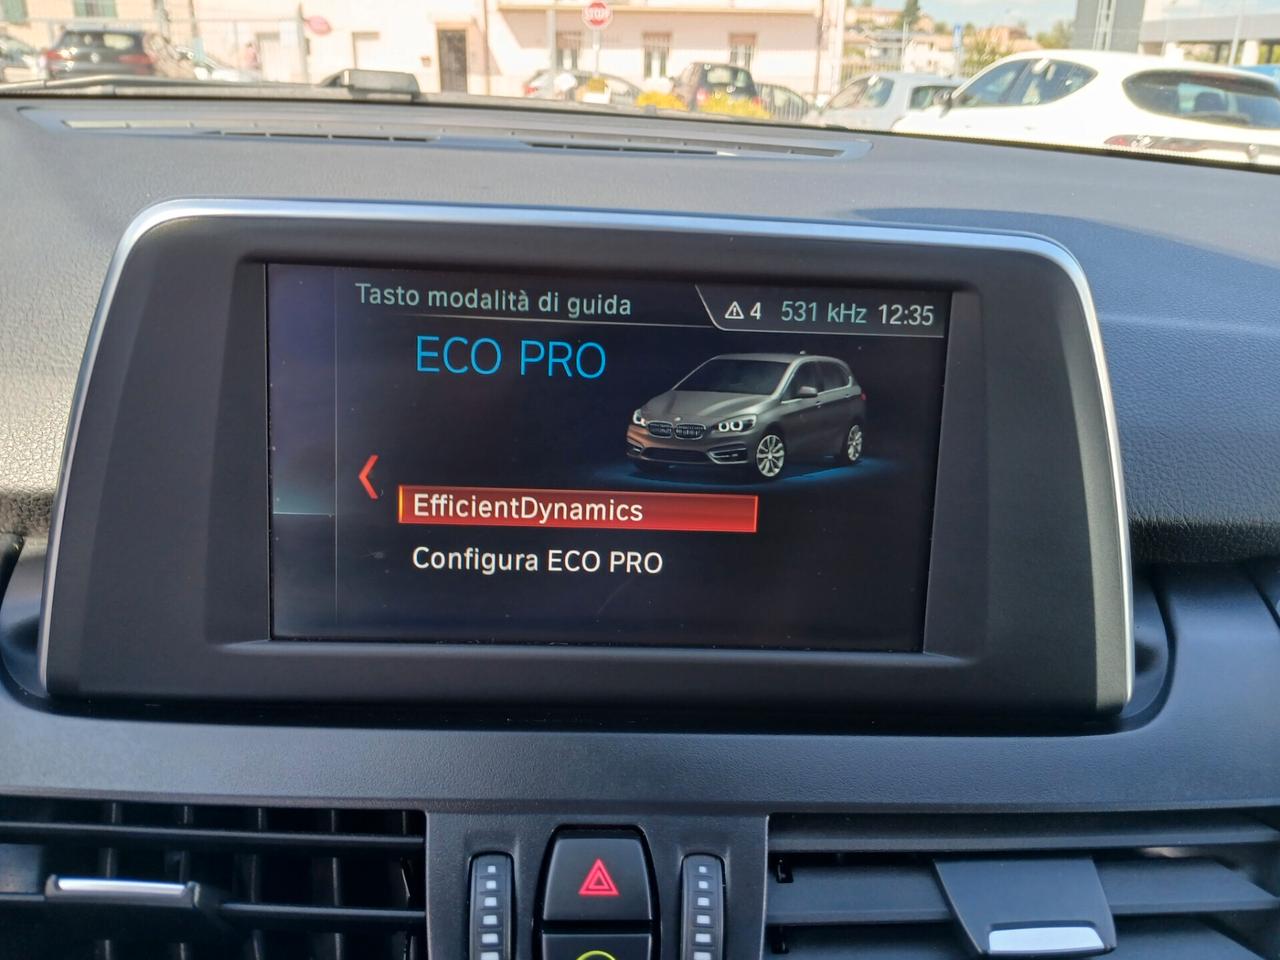 STOP
Tasto modalità di guida
4 531 kHz 12:35
ECO PRO
EfficientDynamics
Configura ECO PRO